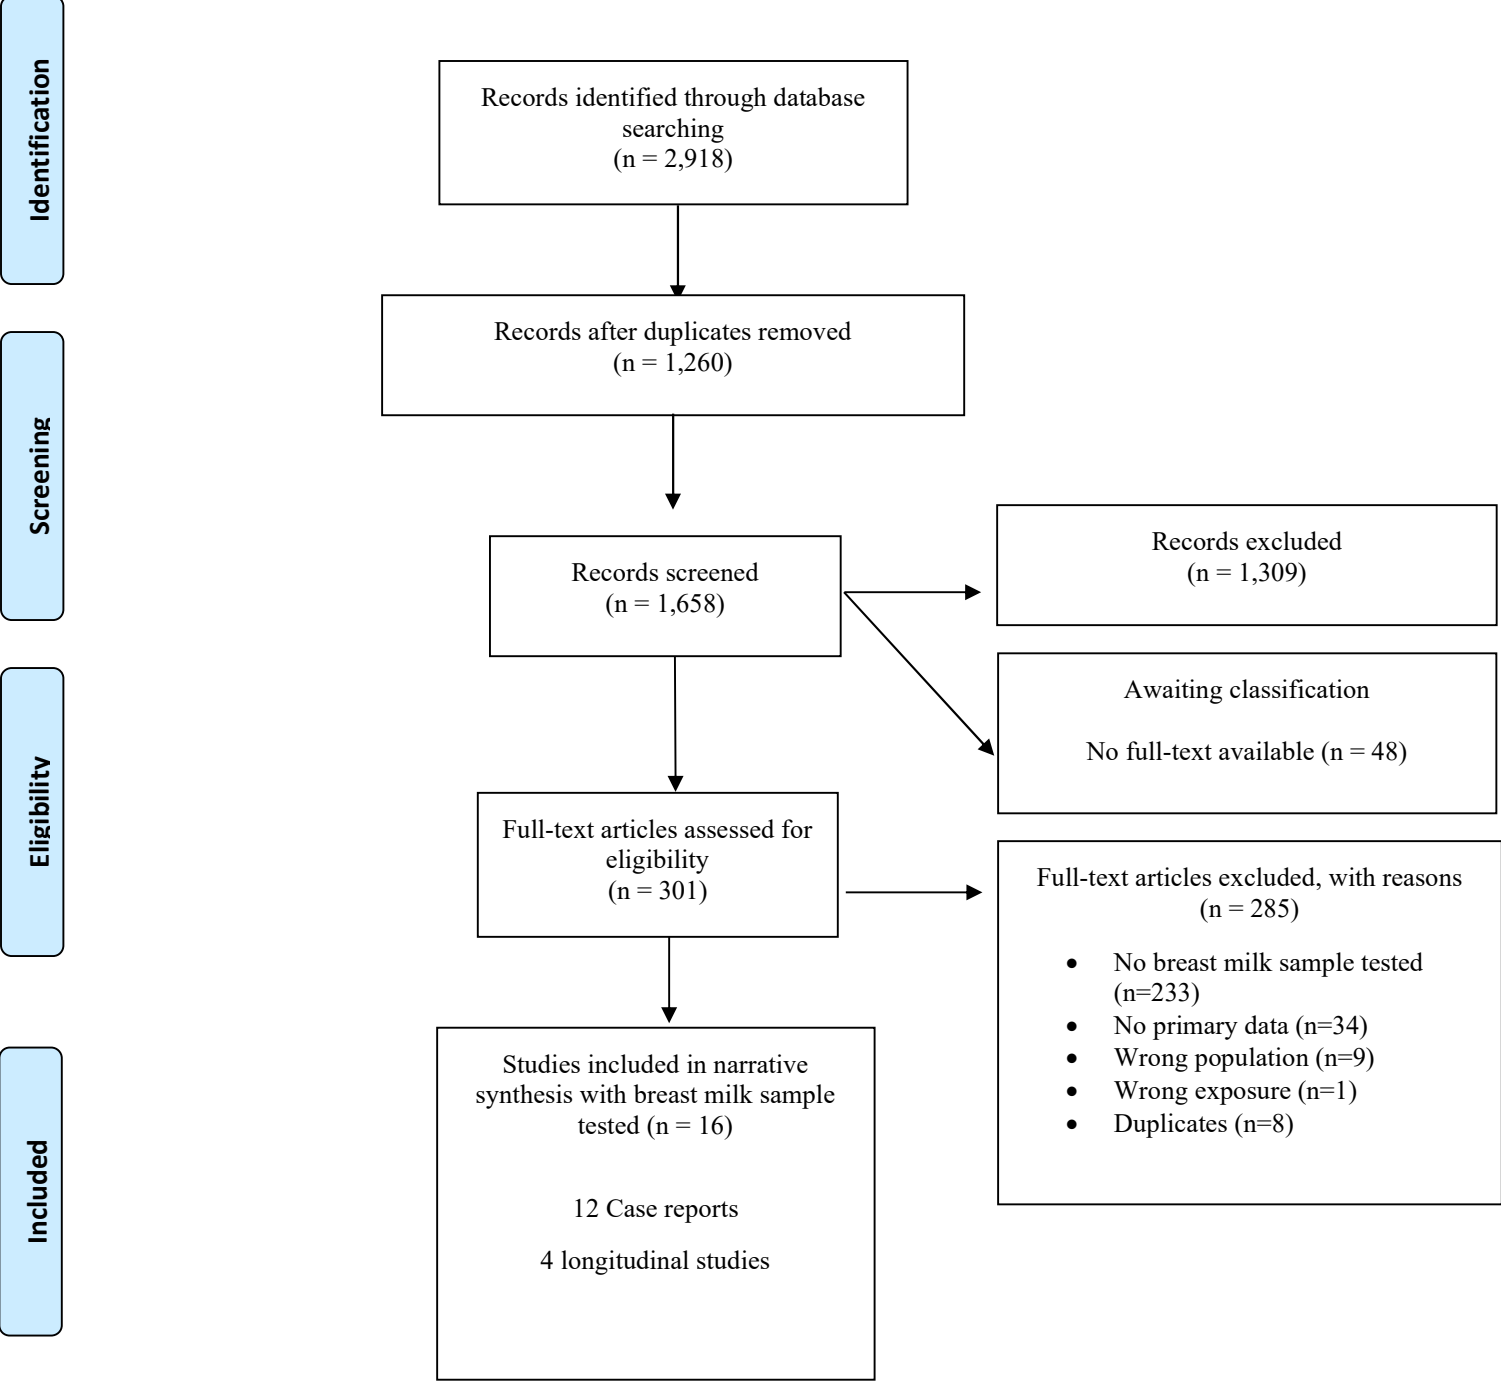 Identification
Records identified through database
searching
(n = 2,918)
Records after duplicates removed
(n = 1,260)
Screening
Records screened
(n = 1,658)
Records excluded
(n = 1,309)
Awaiting classification
No full-text available (n = 48)
Eligibility
Full-text articles assessed for
eligibility
(n = 301)
Full-text articles excluded, with reasons
(n = 285)
• No breast milk sample tested
(n=233)
• No primary data (n=34)
• Wrong population (n=9)
• Wrong exposure (n=1)
• Duplicates (n=8)
Included
Studies included in narrative
synthesis with breast milk sample
tested (n = 16)
12 Case reports
4 longitudinal studies